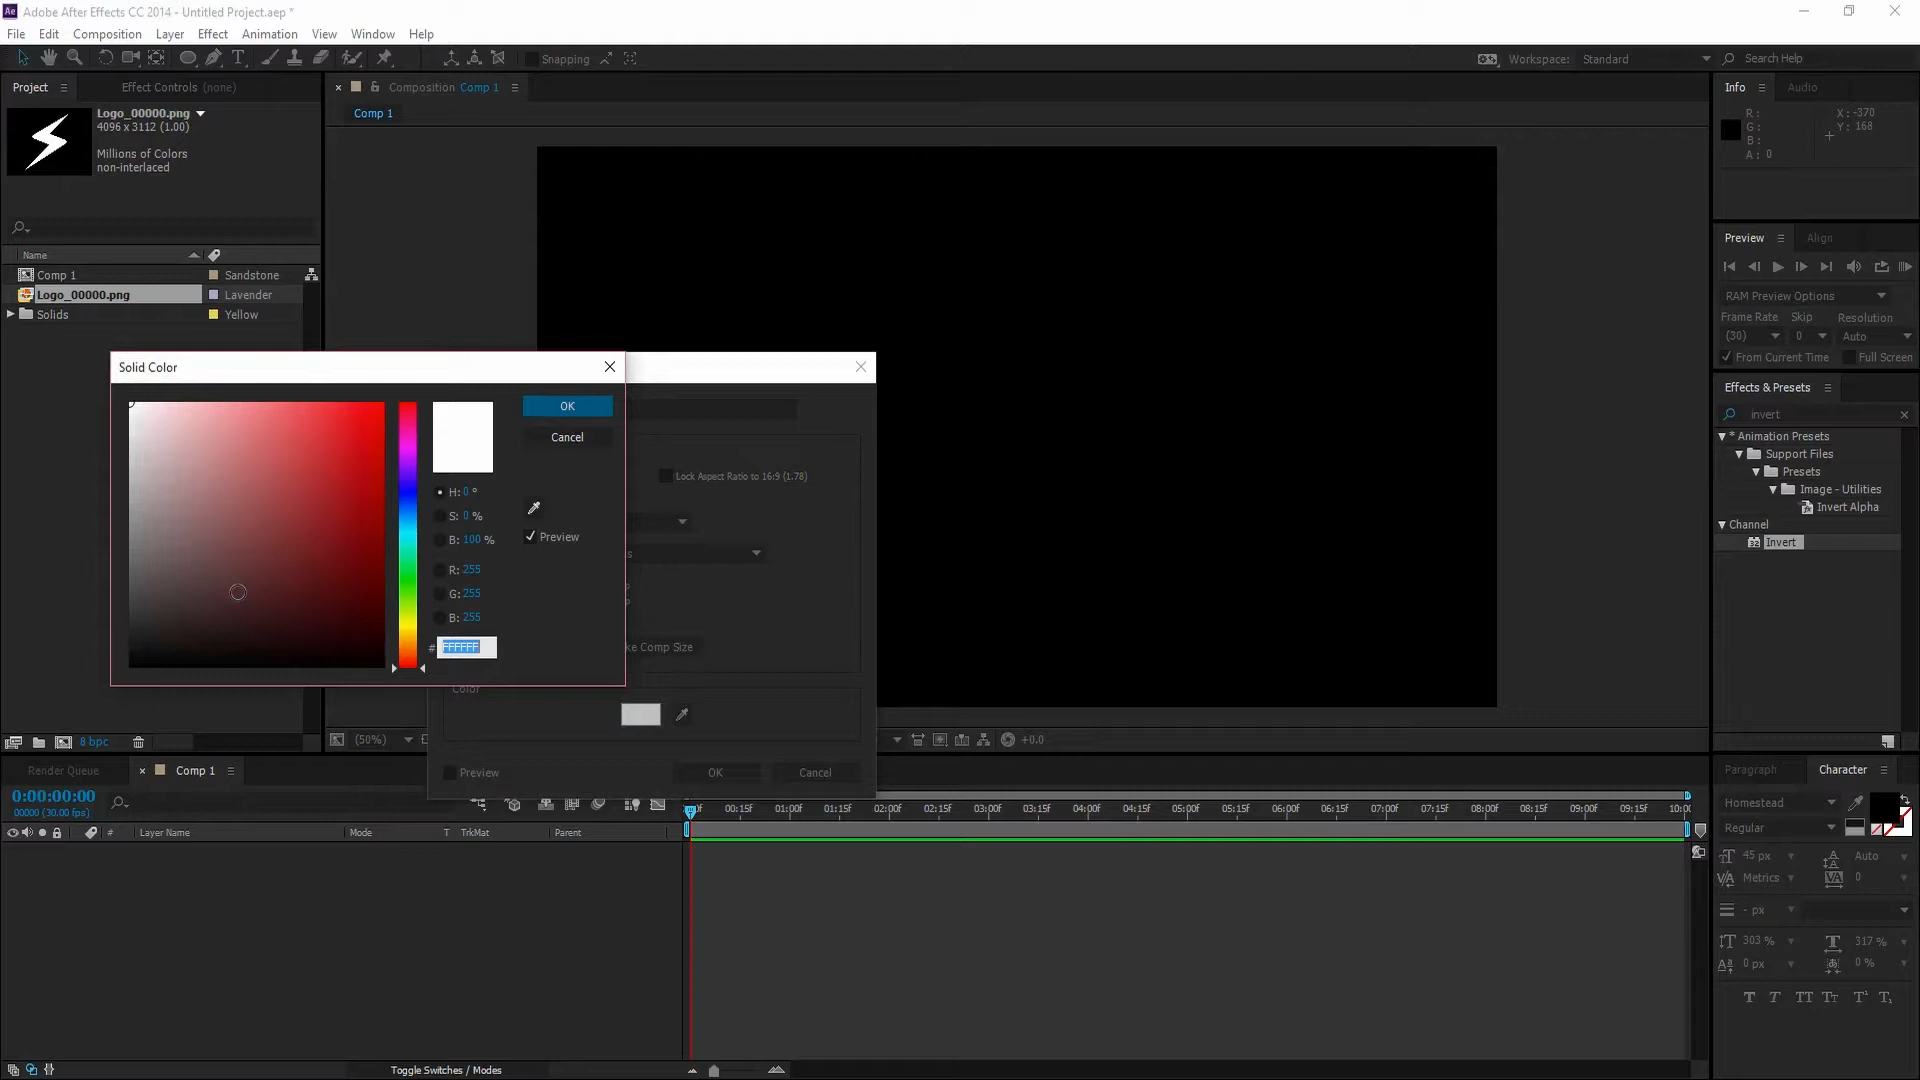 Adobe After Effects CC 2014 - Untitled Project.aep *
File Edit Composition Layer Effect Animation View Window Help
Snapping
Workspace: Standard
Search Help
Project
Effect Controls (none)
Logo_00000.png
4096 x 3112 (1.00)
Millions of Colors
non-interlaced
Name
Comp 1 Sandstone
Logo_00000.png Lavender
Solids Yellow
8 bpc
Composition Comp 1
Comp 1
Solid Color
OK
Cancel
H: 0 °
S: 0 %
B: 100 %
Preview
R: 255
G: 255
B: 255
# FFFFFF
Lock Aspect Ratio to 16:9 (1.78)
s
ke Comp Size
Color
Preview OK Cancel
(50%)
+0.0
Info Audio
R: X: -370
G: Y: 168
B:
A: 0
Preview Align
RAM Preview Options
Frame Rate Skip Resolution
(30) 0 Auto
From Current Time Full Screen
Effects & Presets
invert
* Animation Presets
Support Files
Presets
Image - Utilities
Invert Alpha
Channel
32 Invert
Render Queue Comp 1
0:00:00:00
00000 (30.00 fps)
# Layer Name Mode T TrkMat Parent
0f 00:15f 01:00f 01:15f 02:00f 02:15f 03:00f 03:15f 04:00f 04:15f 05:00f 05:15f 06:00f 06:15f 07:00f 07:15f 08:00f 08:15f 09:00f 09:15f 10:0
Toggle Switches / Modes
Paragraph Character
Homestead
Regular
45 px Auto
Metrics 0
- px
303 % 317 %
0 px 0 %
T T TT Tt T¹ T₁